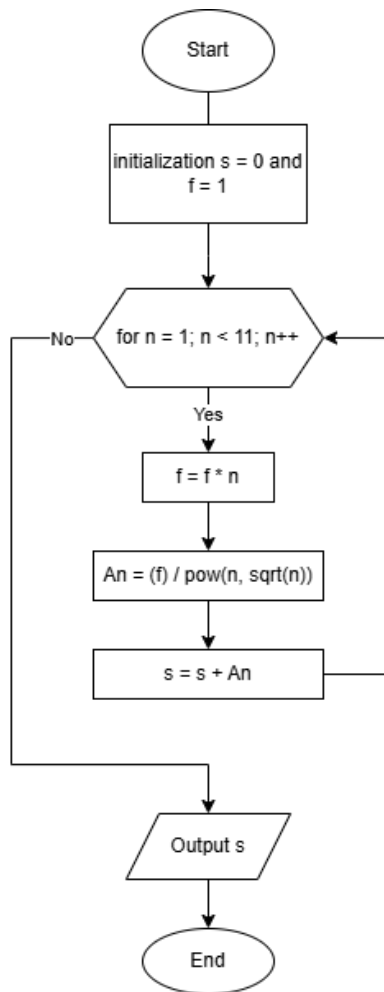 Start
initialization s = 0 and
f = 1
for n = 1; n < 11; n++
No
Yes
f = f * n
An = (f) / pow(n, sqrt(n))
s = s + An
Output s
End